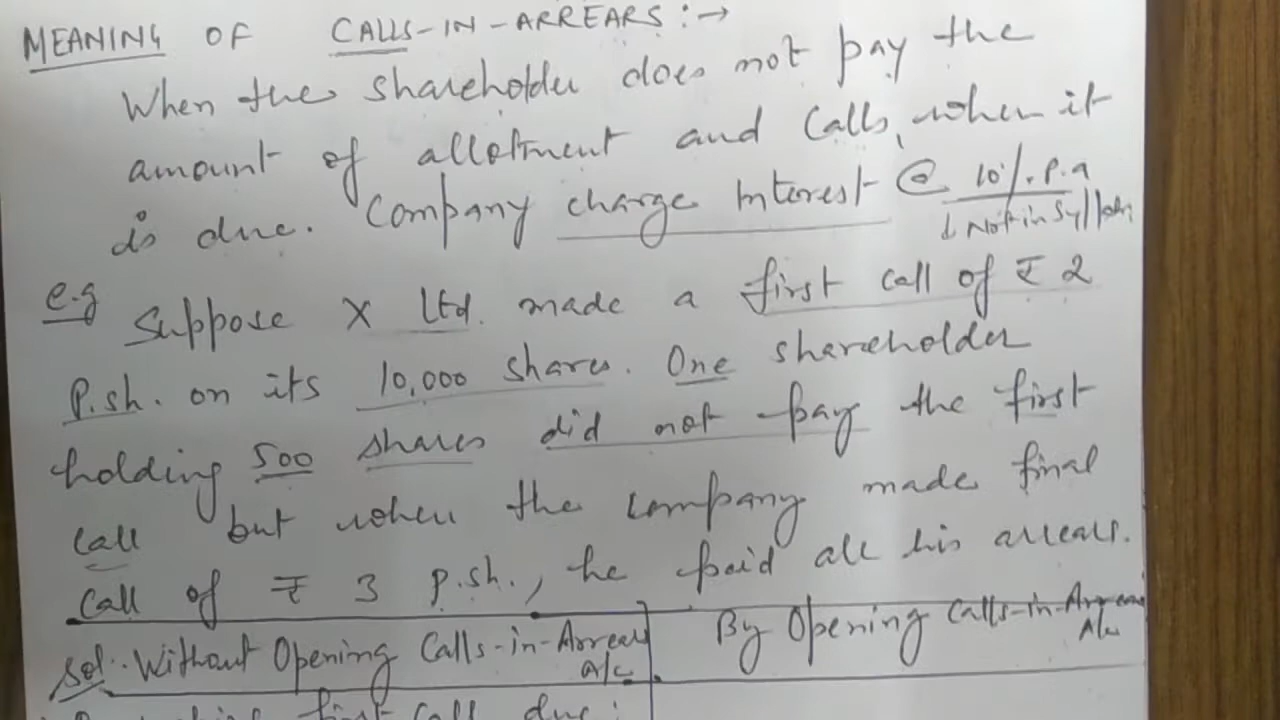 MEANING OF CALLS-IN-ARREARS :→
When the shareholder does not pay the
amount of allotment and calls, when it
is due. Company charge Interest @ 10%. p.a
↓ Not in Syllabi
e.g Suppose X Ltd. made a first call of ₹ 2
P.sh. on its 10,000 shares. One shareholder
holding 500 shares did not pay the first
call but when the company made final
call of ₹ 3 p.sh., he paid all his arrears.
Sol:. Without Opening Calls-in-Arrears a/c
By Opening Calls-in-Arrears A/c
first call due :